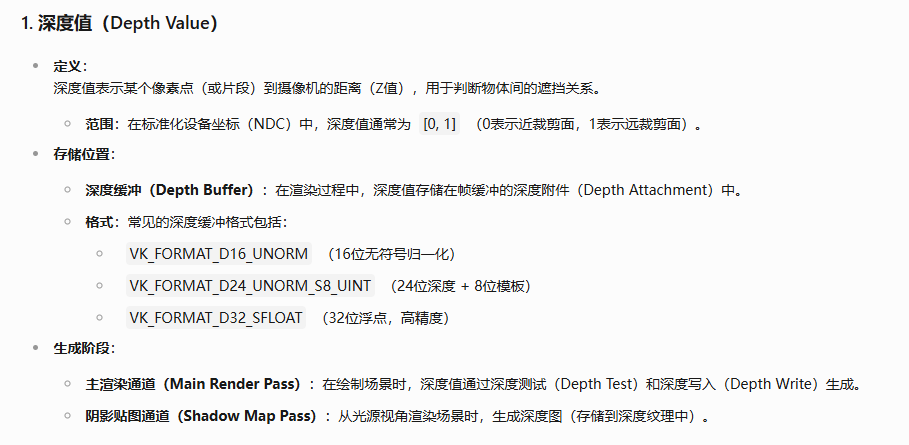 1. 深度值（Depth Value）
定义：
深度值表示某个像素点（或片段）到摄像机的距离（Z值），用于判断物体间的遮挡关系。
范围：在标准化设备坐标（NDC）中，深度值通常为 [0, 1] （0表示近裁剪面，1表示远裁剪面）。
存储位置：
深度缓冲（Depth Buffer）：在渲染过程中，深度值存储在帧缓冲的深度附件（Depth Attachment）中。
格式：常见的深度缓冲格式包括：
VK_FORMAT_D16_UNORM （16位无符号归一化）
VK_FORMAT_D24_UNORM_S8_UINT （24位深度 + 8位模板）
VK_FORMAT_D32_SFLOAT （32位浮点，高精度）
生成阶段：
主渲染通道（Main Render Pass）：在绘制场景时，深度值通过深度测试（Depth Test）和深度写入（Depth Write）生成。
阴影贴图通道（Shadow Map Pass）：从光源视角渲染场景时，生成深度图（存储到深度纹理中）。